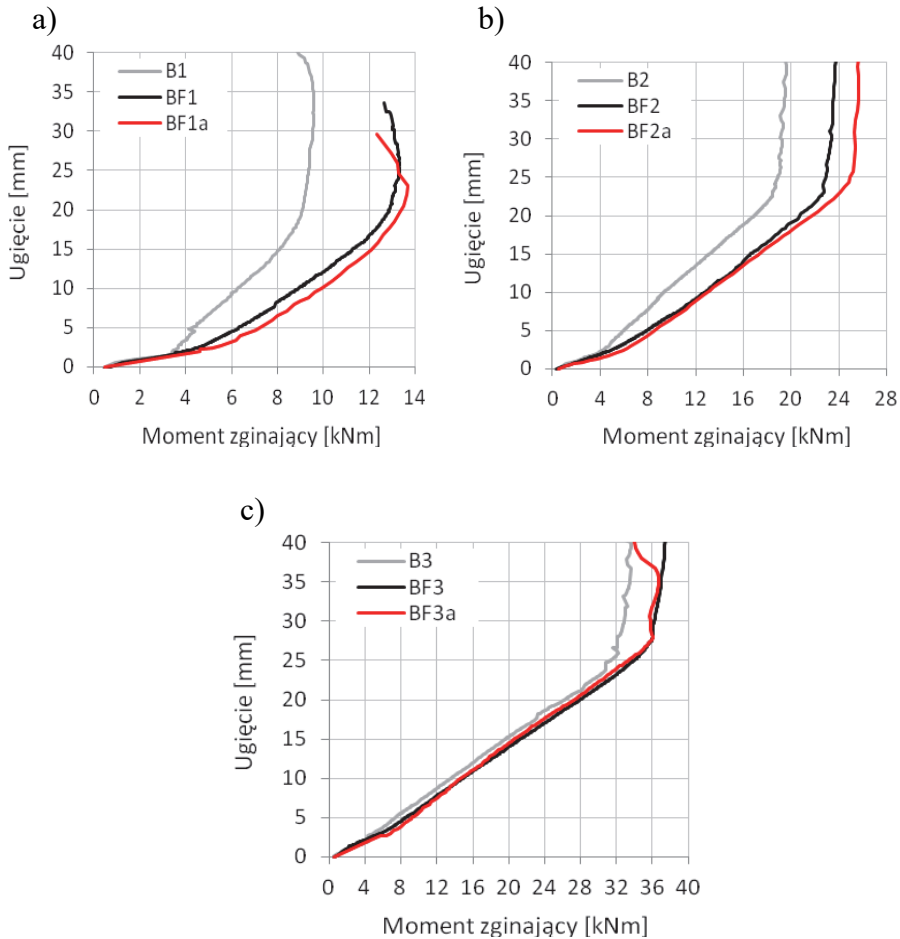 a)
B1
BF1
BF1a
40
35
30
25
20
15
10
5
0
Ugięcie [mm]
0 2 4 6 8 10 12 14
Moment zginający [kNm]
b)
B2
BF2
BF2a
40
35
30
25
20
15
10
5
0
Ugięcie [mm]
0 4 8 12 16 20 24 28
Moment zginający [kNm]
c)
B3
BF3
BF3a
40
35
30
25
20
15
10
5
0
Ugięcie [mm]
0 4 8 12 16 20 24 28 32 36 40
Moment zginający [kNm]